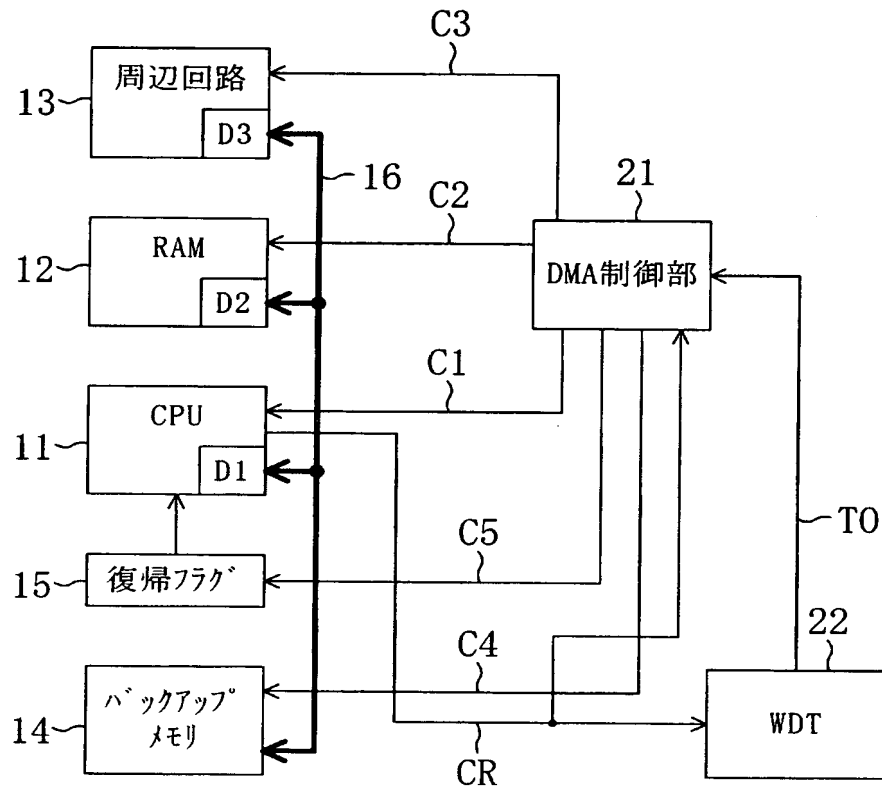 C3
周辺回路
13
D3
16
21
C2
RAM
12
D2
DMA制御部
C1
CPU
11
D1
TO
C5
15
復帰フラグ
22
C4
バックアップ
メモリ
14
WDT
CR